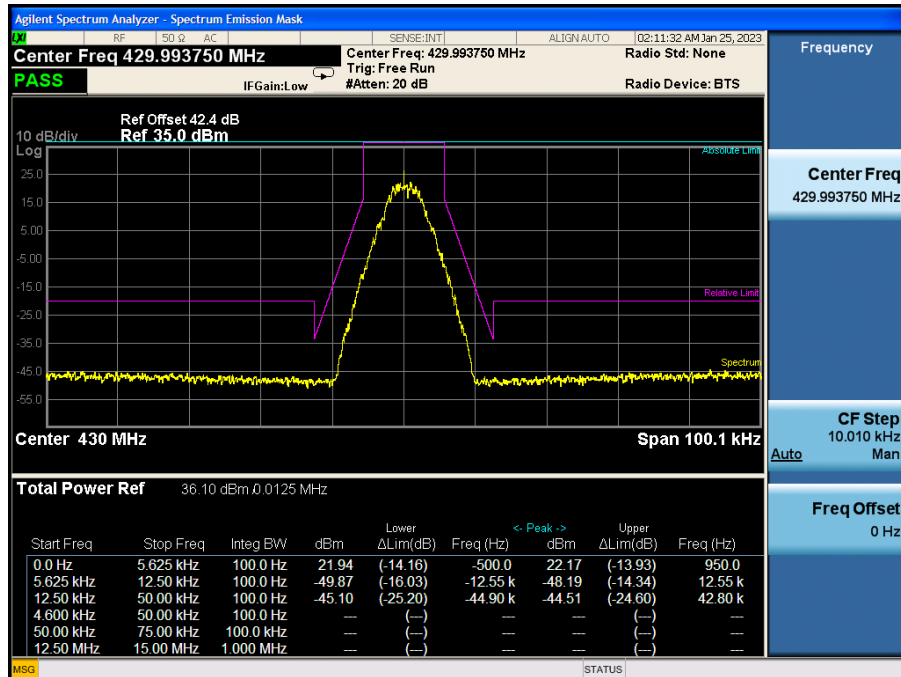 Agilent Spectrum Analyzer - Spectrum Emission Mask
LXI RF 50 Ω AC SENSE:INT ALIGN AUTO 02:11:32 AM Jan 25, 2023
Center Freq 429.993750 MHz Center Freq: 429.993750 MHz Radio Std: None
Trig: Free Run
PASS IFGain:Low #Atten: 20 dB Radio Device: BTS
Ref Offset 42.4 dB
10 dB/div Ref 35.0 dBm
Log
Absolute Limit
25.0
15.0
5.00
-5.00
-15.0
Relative Limit
-25.0
-35.0
Spectrum
-45.0
-55.0
Center 430 MHz Span 100.1 kHz
Total Power Ref 36.10 dBm / 0.0125 MHz
Lower <- Peak -> Upper
Start Freq Stop Freq Integ BW dBm ΔLim(dB) Freq (Hz) dBm ΔLim(dB) Freq (Hz)
0.0 Hz 5.625 kHz 100.0 Hz 21.94 (-14.16) -500.0 22.17 (-13.93) 950.0
5.625 kHz 12.50 kHz 100.0 Hz -49.87 (-16.03) -12.55 k -48.19 (-14.34) 12.55 k
12.50 kHz 50.00 kHz 100.0 Hz -45.10 (-25.20) -44.90 k -44.51 (-24.60) 42.80 k
4.600 kHz 50.00 kHz 100.0 Hz --- (---) --- --- (---) ---
50.00 kHz 75.00 kHz 100.0 kHz --- (---) --- --- (---) ---
12.50 MHz 15.00 MHz 1.000 MHz --- (---) --- --- (---) ---
MSG STATUS
Frequency
Center Freq
429.993750 MHz
CF Step
10.010 kHz
Auto Man
Freq Offset
0 Hz